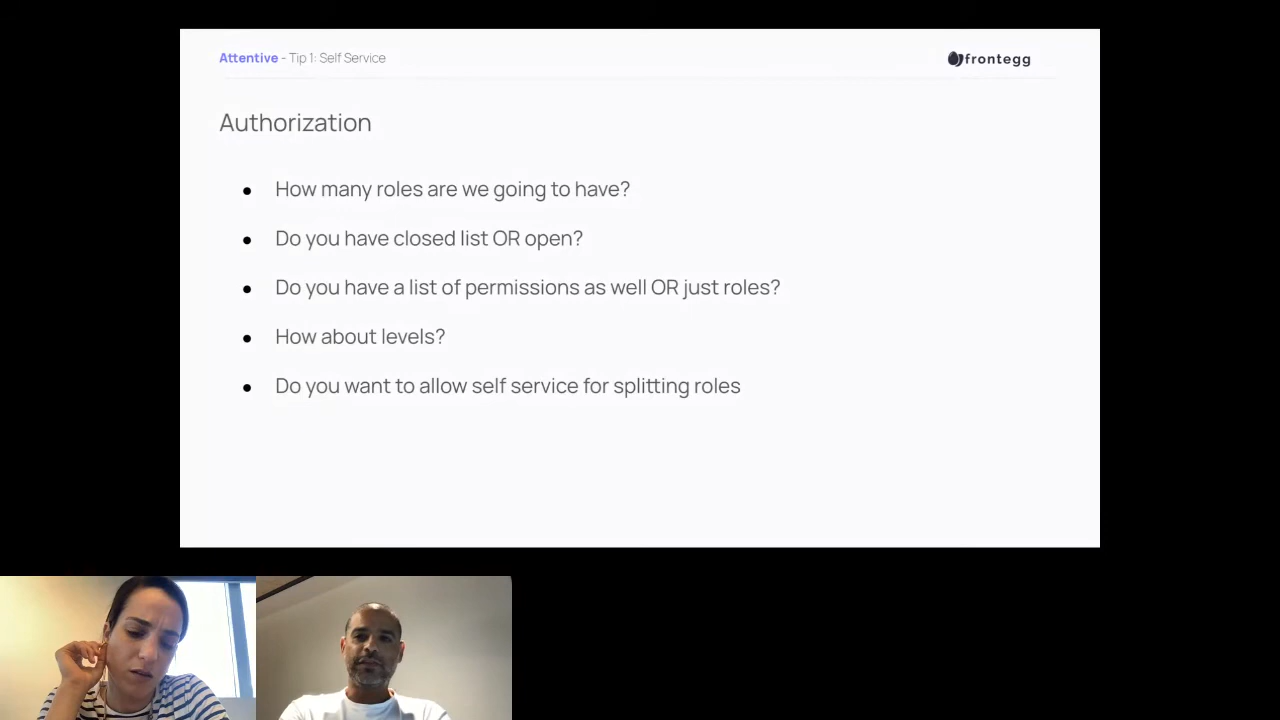 Attentive - Tip 1: Self Service
frontegg
Authorization
● How many roles are we going to have?
● Do you have closed list OR open?
● Do you have a list of permissions as well OR just roles?
● How about levels?
● Do you want to allow self service for splitting roles